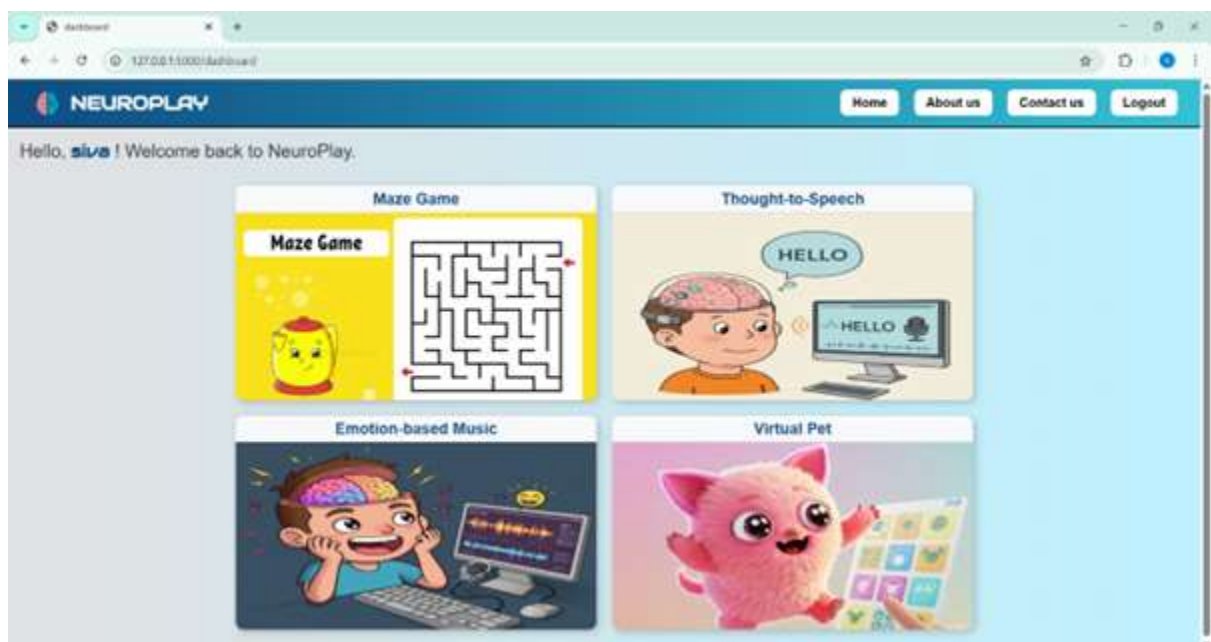 dashboard
127.0.0.1:5000/dashboard
NEUROPLAY
Home About us Contact us Logout
Hello, siva ! Welcome back to NeuroPlay.
Maze Game Thought-to-Speech
Maze Game
HELLO
HELLO
Emotion-based Music Virtual Pet